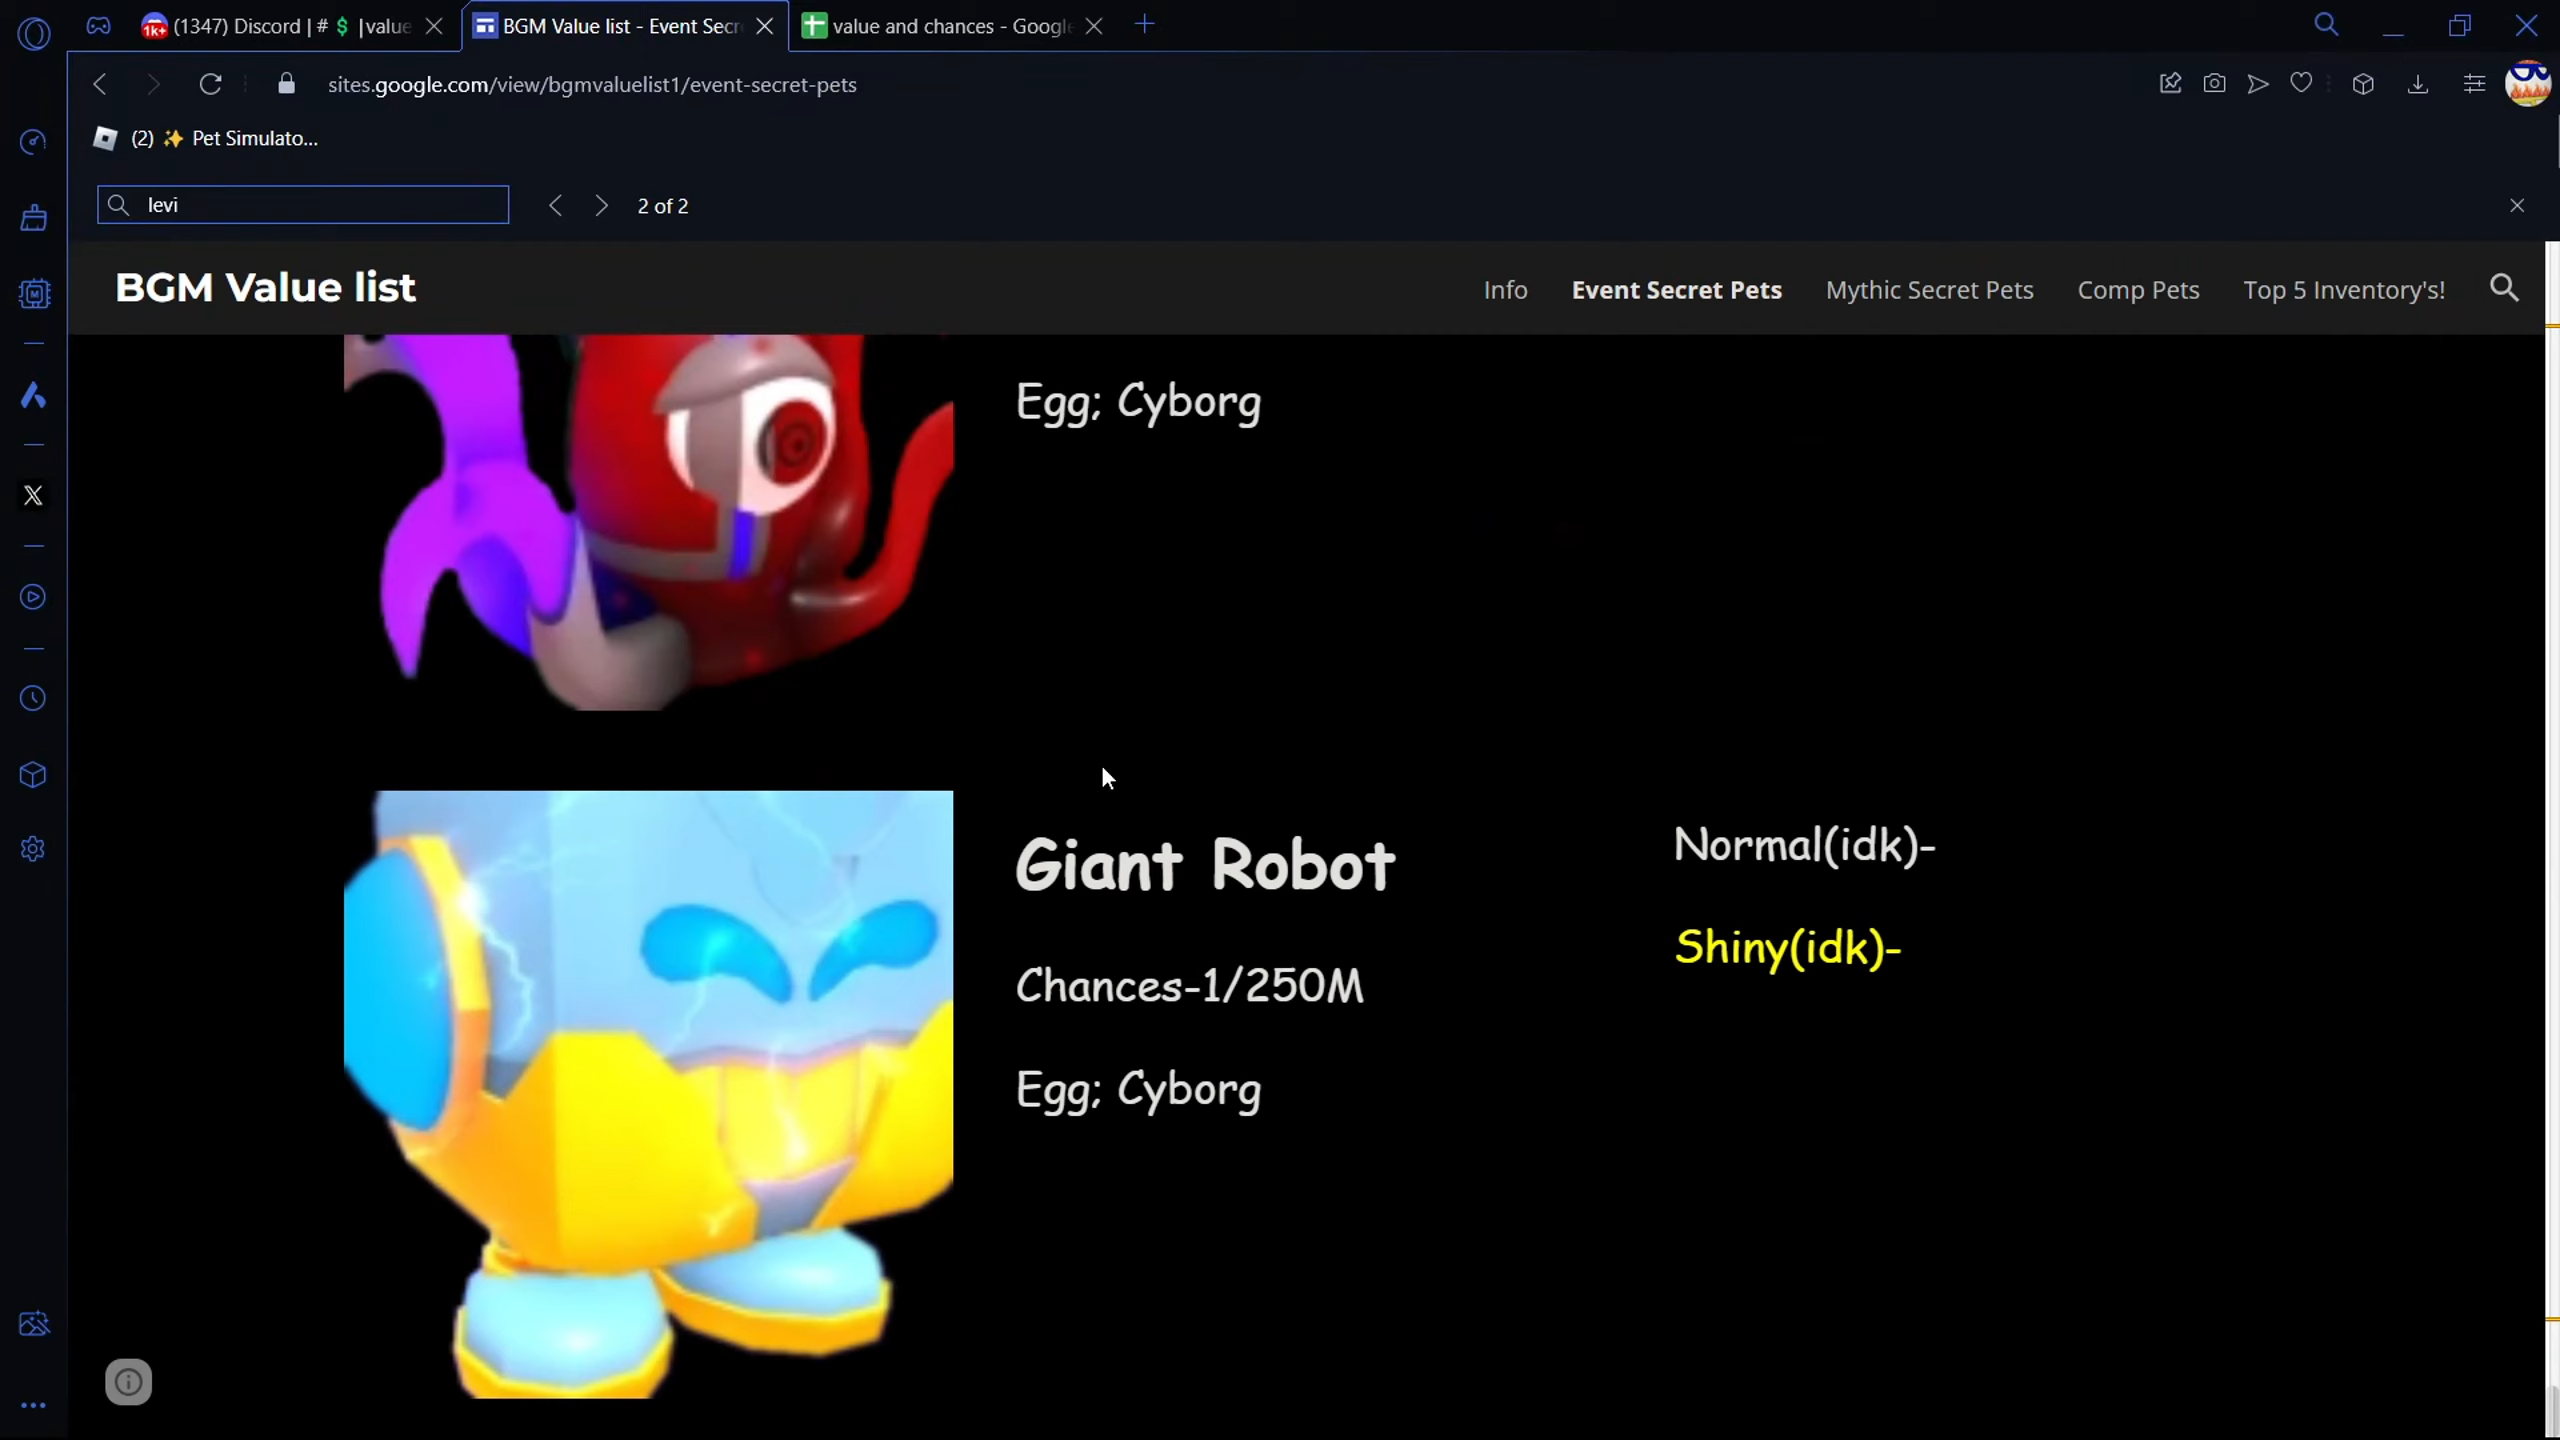 (1347) Discord | # $ |value
BGM Value list - Event Secr
value and chances - Google
sites.google.com/view/bgmvaluelist1/event-secret-pets
(2) ✨ Pet Simulato...
levi
2 of 2
BGM Value list
Info
Event Secret Pets
Mythic Secret Pets
Comp Pets
Top 5 Inventory's!
Egg; Cyborg
Giant Robot
Chances-1/250M
Egg; Cyborg
Normal(idk)-
Shiny(idk)-